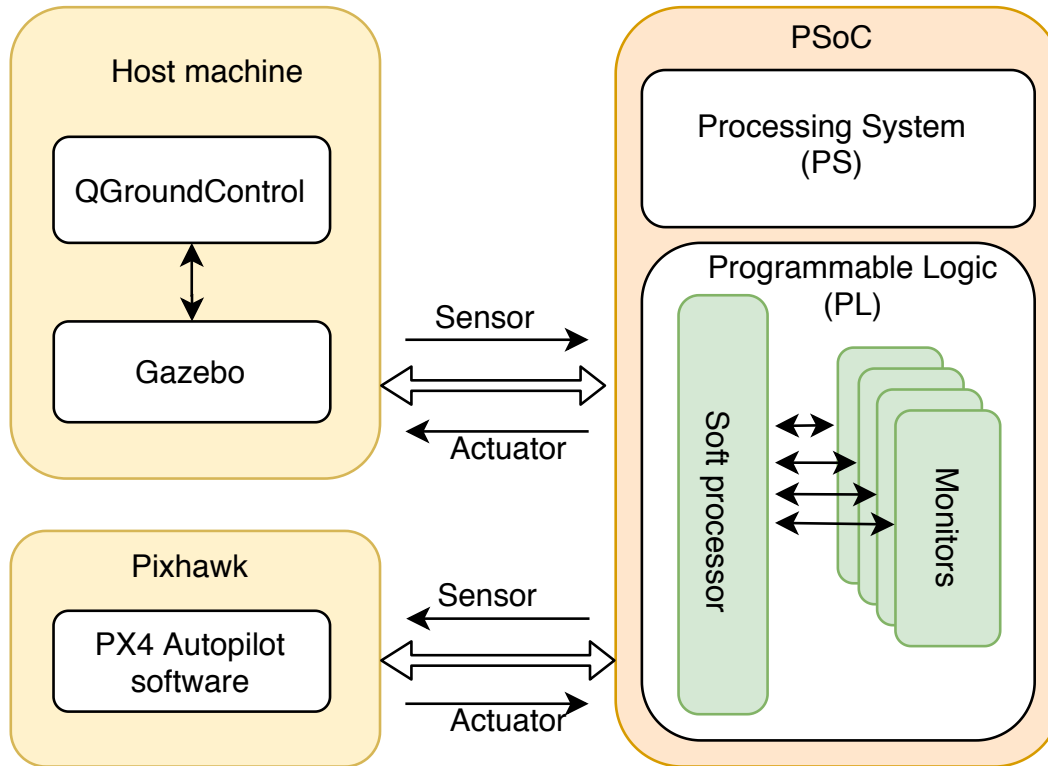 Host machine
QGroundControl
Gazebo
Sensor
Actuator
Pixhawk
PX4 Autopilot
software
Sensor
Actuator
PSoC
Processing System
(PS)
Programmable Logic
(PL)
Soft processor
Monitors